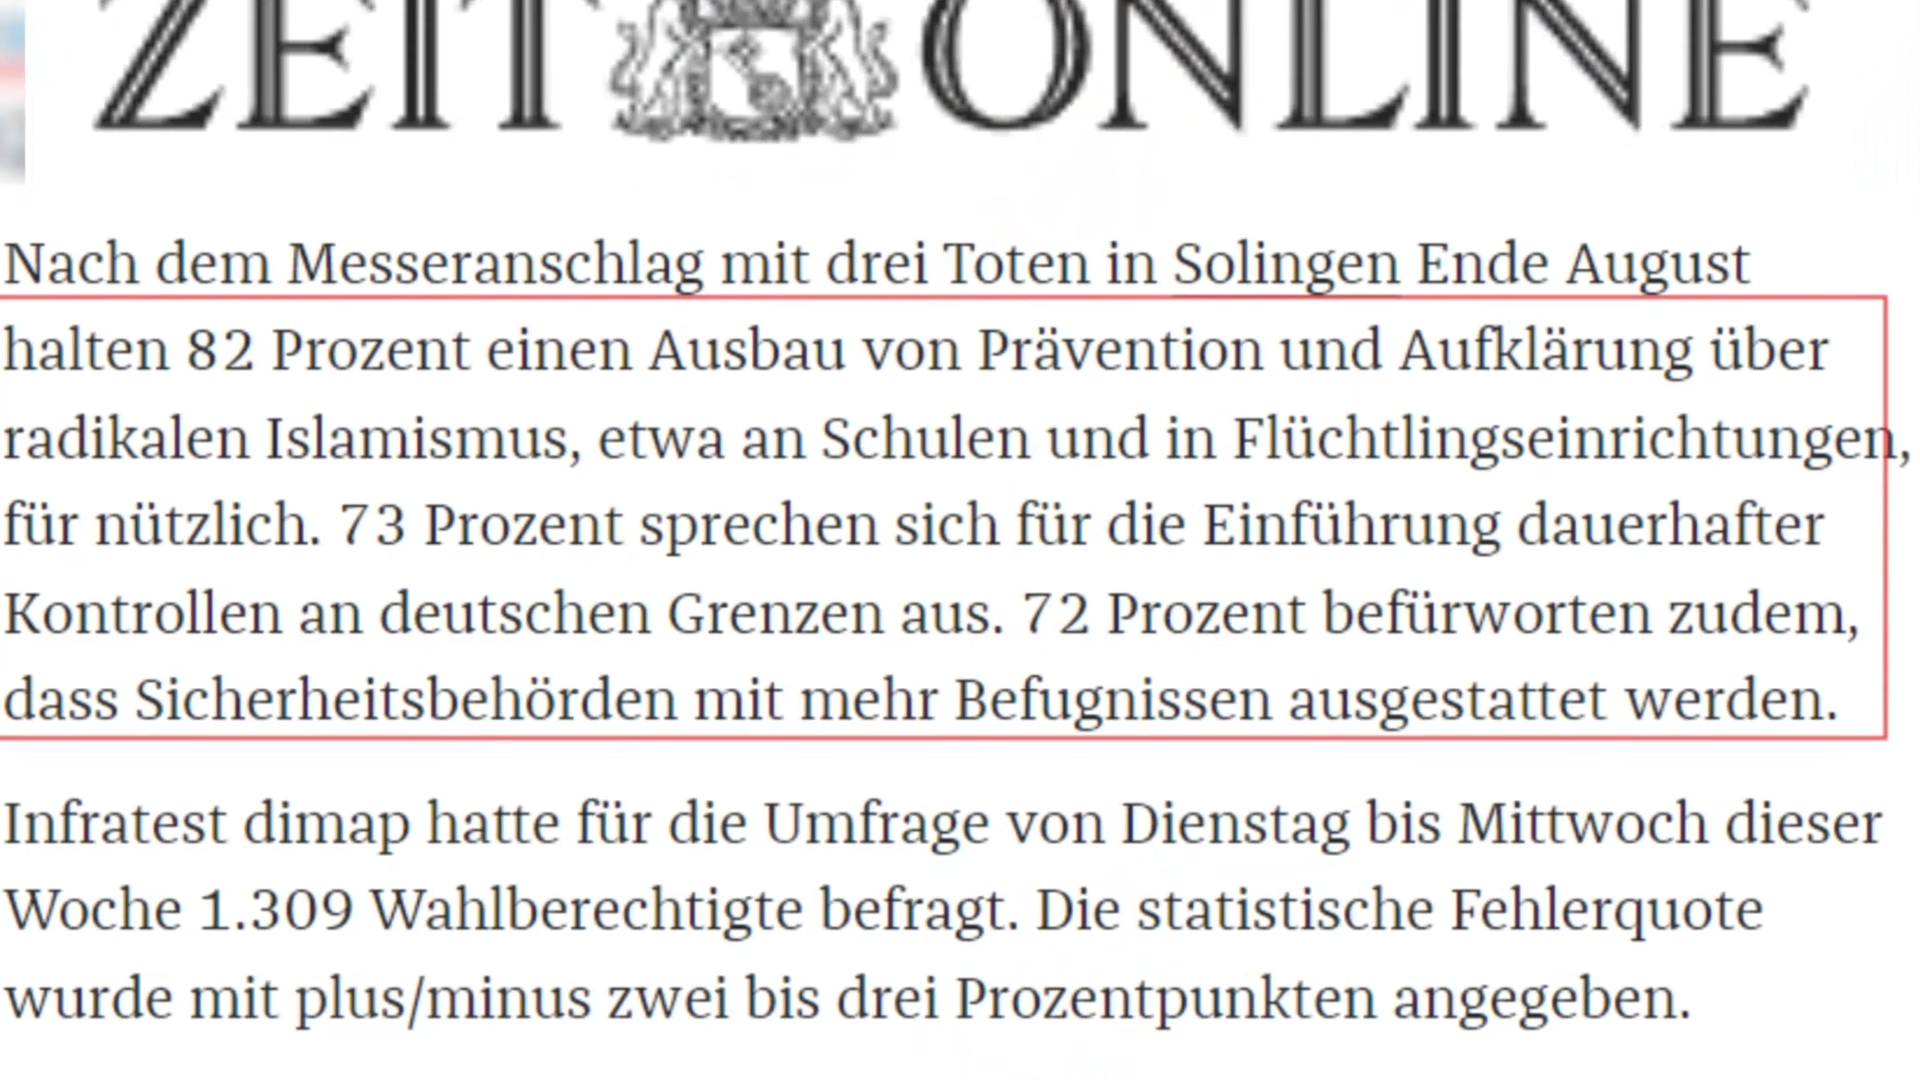 ZEIT ONLINE
Nach dem Messeranschlag mit drei Toten in Solingen Ende August
halten 82 Prozent einen Ausbau von Prävention und Aufklärung über
radikalen Islamismus, etwa an Schulen und in Flüchtlingseinrichtungen,
für nützlich. 73 Prozent sprechen sich für die Einführung dauerhafter
Kontrollen an deutschen Grenzen aus. 72 Prozent befürworten zudem,
dass Sicherheitsbehörden mit mehr Befugnissen ausgestattet werden.
Infratest dimap hatte für die Umfrage von Dienstag bis Mittwoch dieser
Woche 1.309 Wahlberechtigte befragt. Die statistische Fehlerquote
wurde mit plus/minus zwei bis drei Prozentpunkten angegeben.